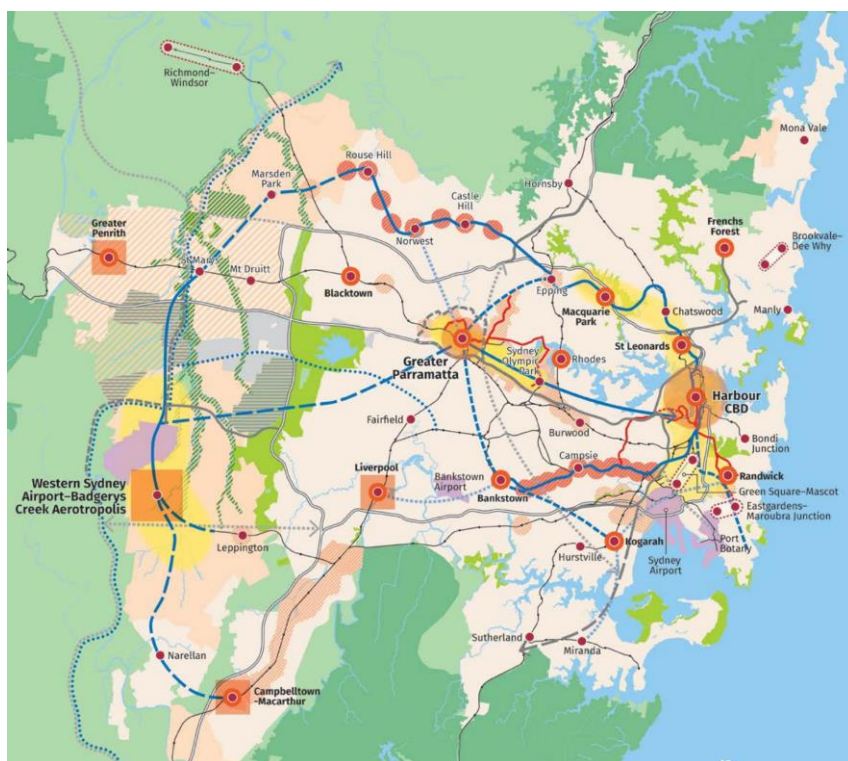 Richmond–
Windsor
Mona Vale
Rouse Hill
Marsden
Park
Hornsby
Castle
Hill
Frenchs
Forest
Greater
Penrith
Norwest
Brookvale–
Dee Why
St Marys
Mt Druitt
Blacktown
Epping
Macquarie
Park
Chatswood
Manly
St Leonards
Greater
Parramatta
Sydney
Olympic
Park
Rhodes
Harbour
CBD
Fairfield
Burwood
Bondi
Junction
Campsie
Liverpool
Bankstown
Airport
Bankstown
Randwick
Western Sydney
Airport–Badgerys
Creek Aerotropolis
Green Square–Mascot
Eastgardens–
Maroubra Junction
Leppington
Kogarah
Hurstville
Sydney
Airport
Port
Botany
Sutherland
Miranda
Narellan
Campbelltown
-Macarthur